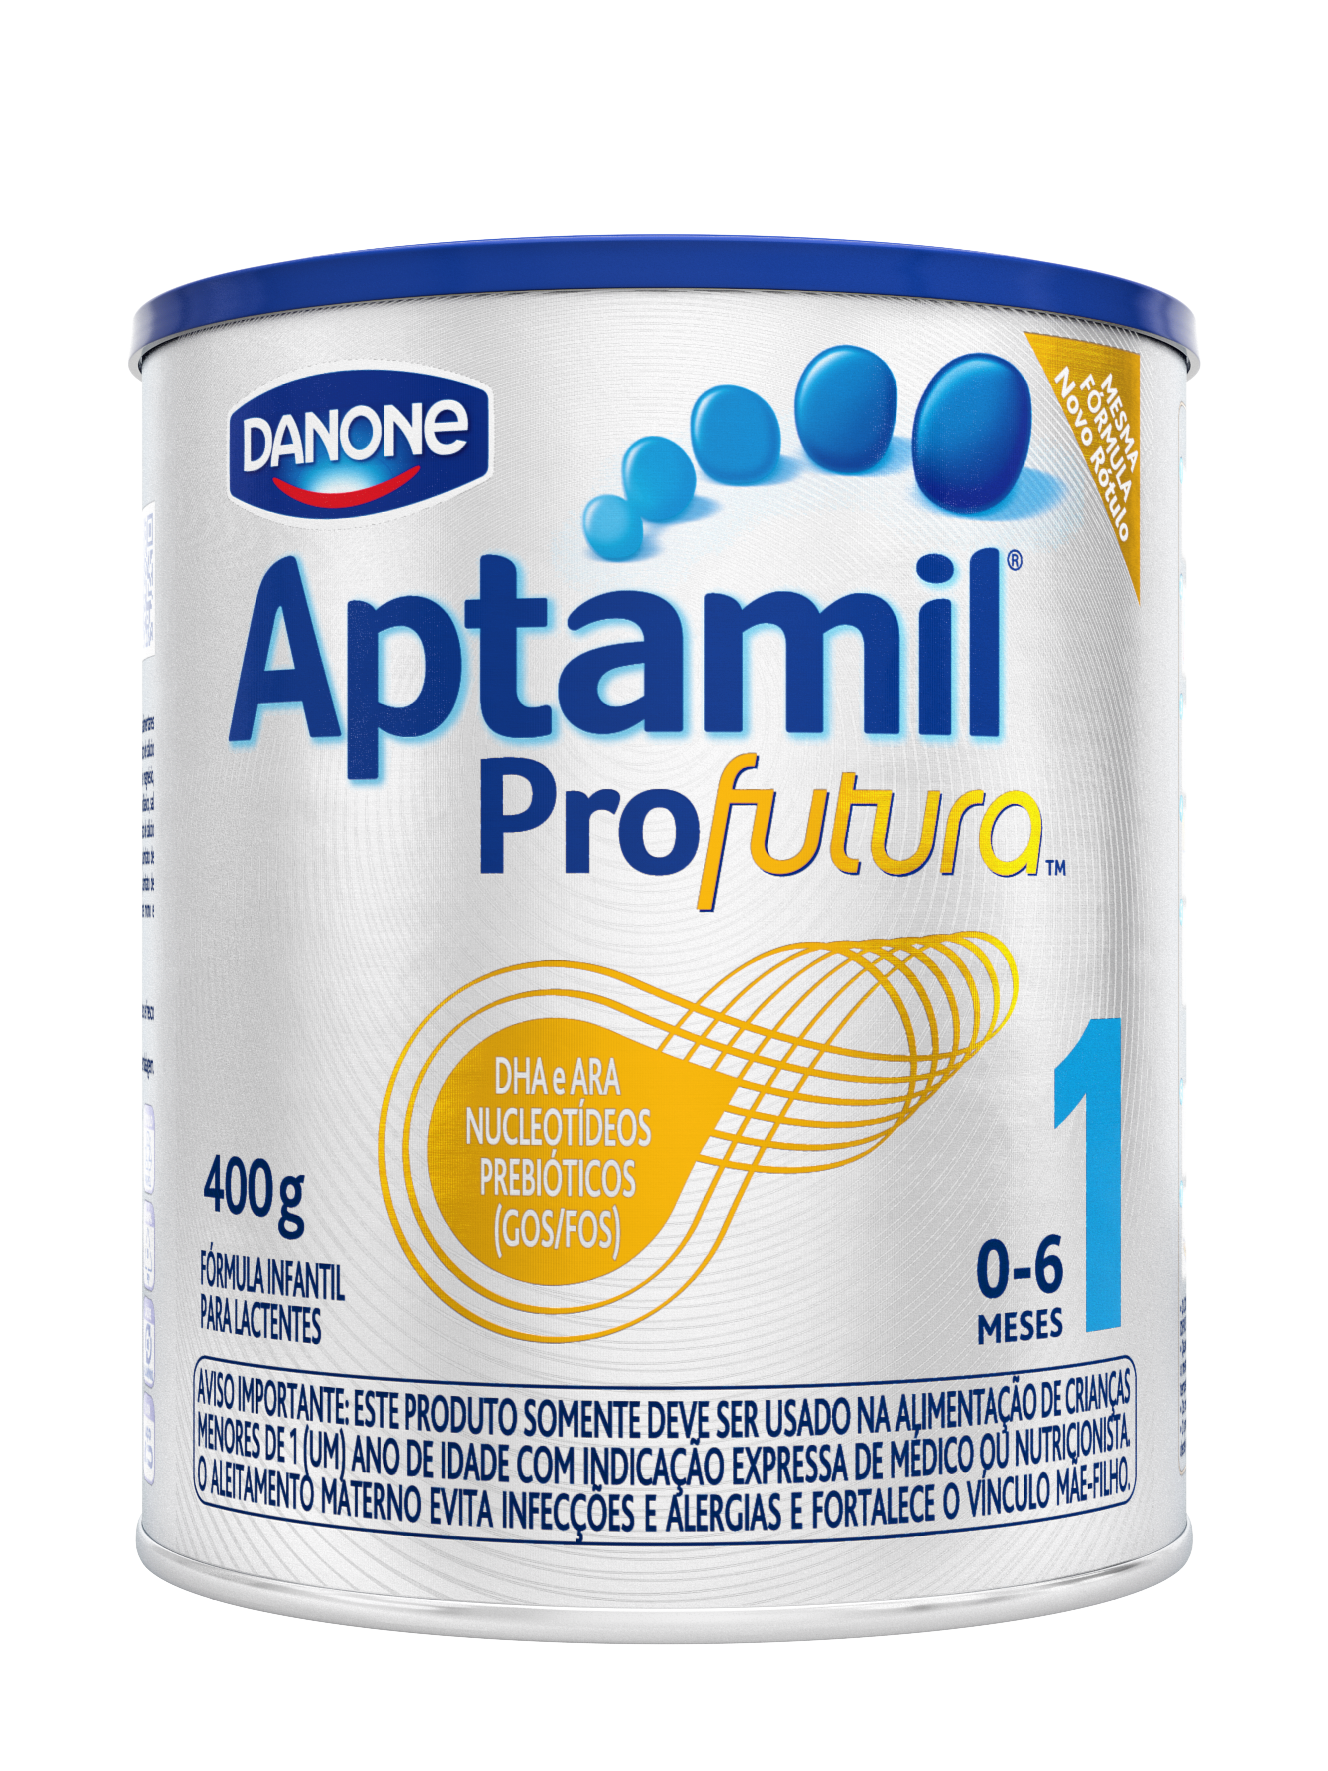 DANONE
MESMA
FÓRMULA
Novo Rótulo
Aptamil®
Profutura™
DHA e ARA
NUCLEOTÍDEOS
PREBIÓTICOS
(GOS/FOS)
1
400g
0-6
MESES
FÓRMULA INFANTIL
PARA LACTENTES
AVISO IMPORTANTE: ESTE PRODUTO SOMENTE DEVE SER USADO NA ALIMENTAÇÃO DE CRIANÇAS
MENORES DE 1 (UM) ANO DE IDADE COM INDICAÇÃO EXPRESSA DE MÉDICO OU NUTRICIONISTA.
O ALEITAMENTO MATERNO EVITA INFECÇÕES E ALERGIAS E FORTALECE O VÍNCULO MÃE-FILHO.